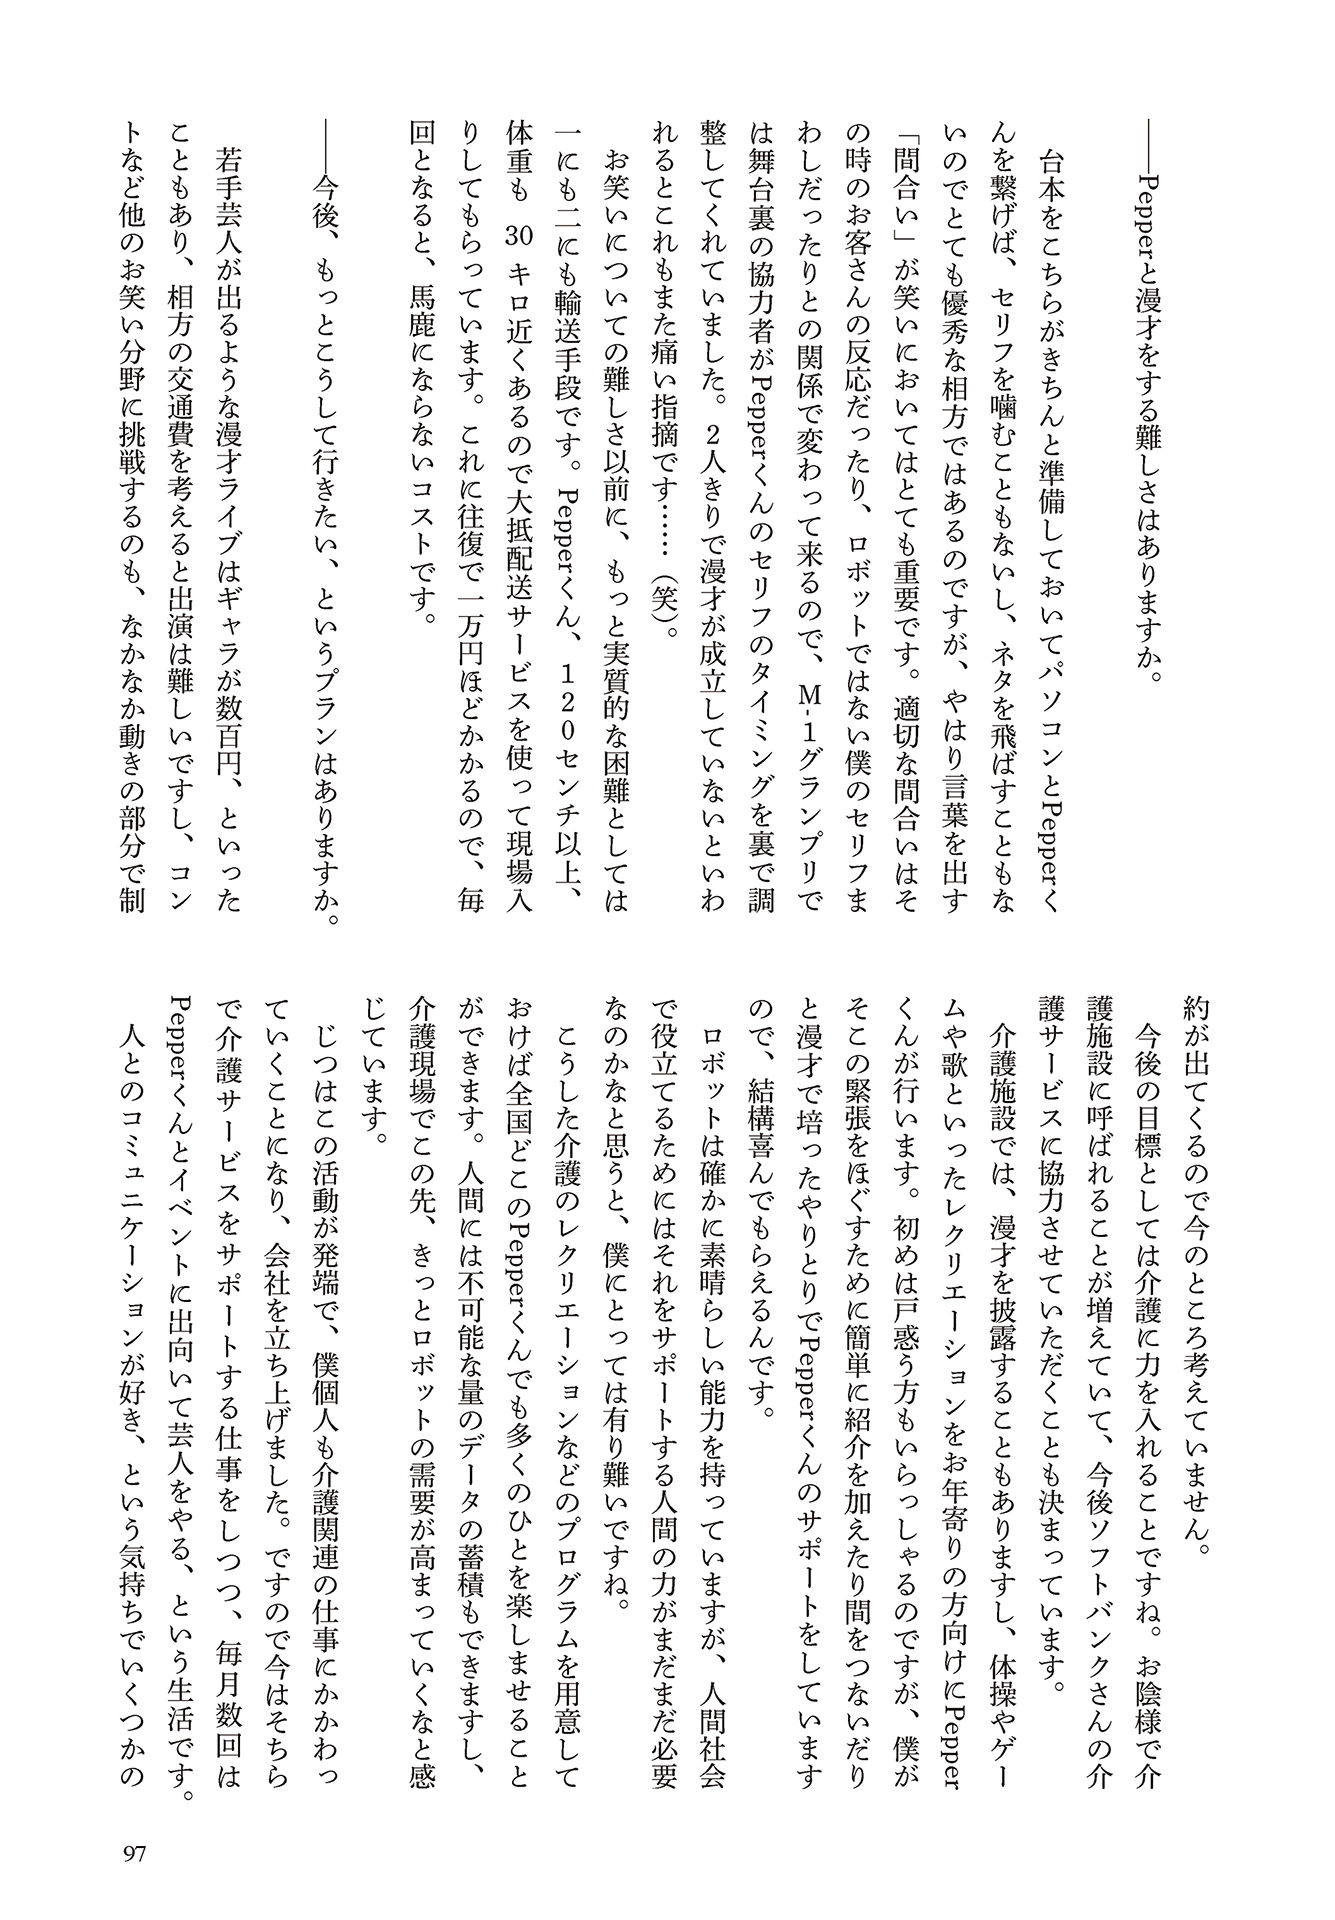 ――Pepperと漫才をする難しさはありますか。
　台本をこちらがきちんと準備しておいてパソコンとPepperく
んを繋げば、セリフを噛むこともないし、ネタを飛ばすこともな
いのでとても優秀な相方ではあるのですが、やはり言葉を出す
「間合い」が笑いにおいてはとても重要です。適切な間合いはそ
の時のお客さんの反応だったり、ロボットではない僕のセリフま
わしだったりとの関係で変わって来るので、M-1グランプリで
は舞台裏の協力者がPepperくんのセリフのタイミングを裏で調
整してくれていました。2人きりで漫才が成立していないといわ
れるとこれもまた痛い指摘です……（笑）。
　お笑いについての難しさ以前に、もっと実質的な困難としては
一にも二にも輸送手段です。Pepperくん、120センチ以上、
体重も 30 キロ近くあるので大抵配送サービスを使って現場入
りしてもらっています。これに往復で一万円ほどかかるので、毎
回となると、馬鹿にならないコストです。
――今後、もっとこうして行きたい、というプランはありますか。
　若手芸人が出るような漫才ライブはギャラが数百円、といった
こともあり、相方の交通費を考えると出演は難しいですし、コン
トなど他のお笑い分野に挑戦するのも、なかなか動きの部分で制
約が出てくるので今のところ考えていません。
　今後の目標としては介護に力を入れることですね。お陰様で介
護施設に呼ばれることが増えていて、今後ソフトバンクさんの介
護サービスに協力させていただくことも決まっています。
　介護施設では、漫才を披露することもありますし、体操やゲー
ムや歌といったレクリエーションをお年寄りの方向けにPepper
くんが行います。初めは戸惑う方もいらっしゃるのですが、僕が
そこの緊張をほぐすために簡単に紹介を加えたり間をつないだり
と漫才で培ったやりとりでPepperくんのサポートをしています
ので、結構喜んでもらえるんです。
　ロボットは確かに素晴らしい能力を持っていますが、人間社会
で役立てるためにはそれをサポートする人間の力がまだまだ必要
なのかなと思うと、僕にとっては有り難いですね。
　こうした介護のレクリエーションなどのプログラムを用意して
おけば全国どこのPepperくんでも多くのひとを楽しませること
ができます。人間には不可能な量のデータの蓄積もできますし、
介護現場でこの先、きっとロボットの需要が高まっていくなと感
じています。
　じつはこの活動が発端で、僕個人も介護関連の仕事にかかわっ
ていくことになり、会社を立ち上げました。ですので今はそちら
で介護サービスをサポートする仕事をしつつ、毎月数回は
Pepperくんとイベントに出向いて芸人をやる、という生活です。
　人とのコミュニケーションが好き、という気持ちでいくつかの
97